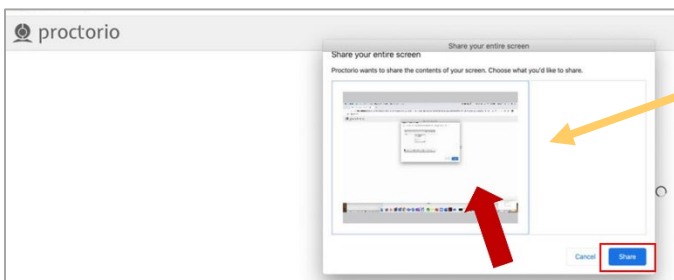 proctorio
Share your entire screen
Share your entire screen
Proctorio wants to share the contents of your screen. Choose what you'd like to share.
Cancel
Share